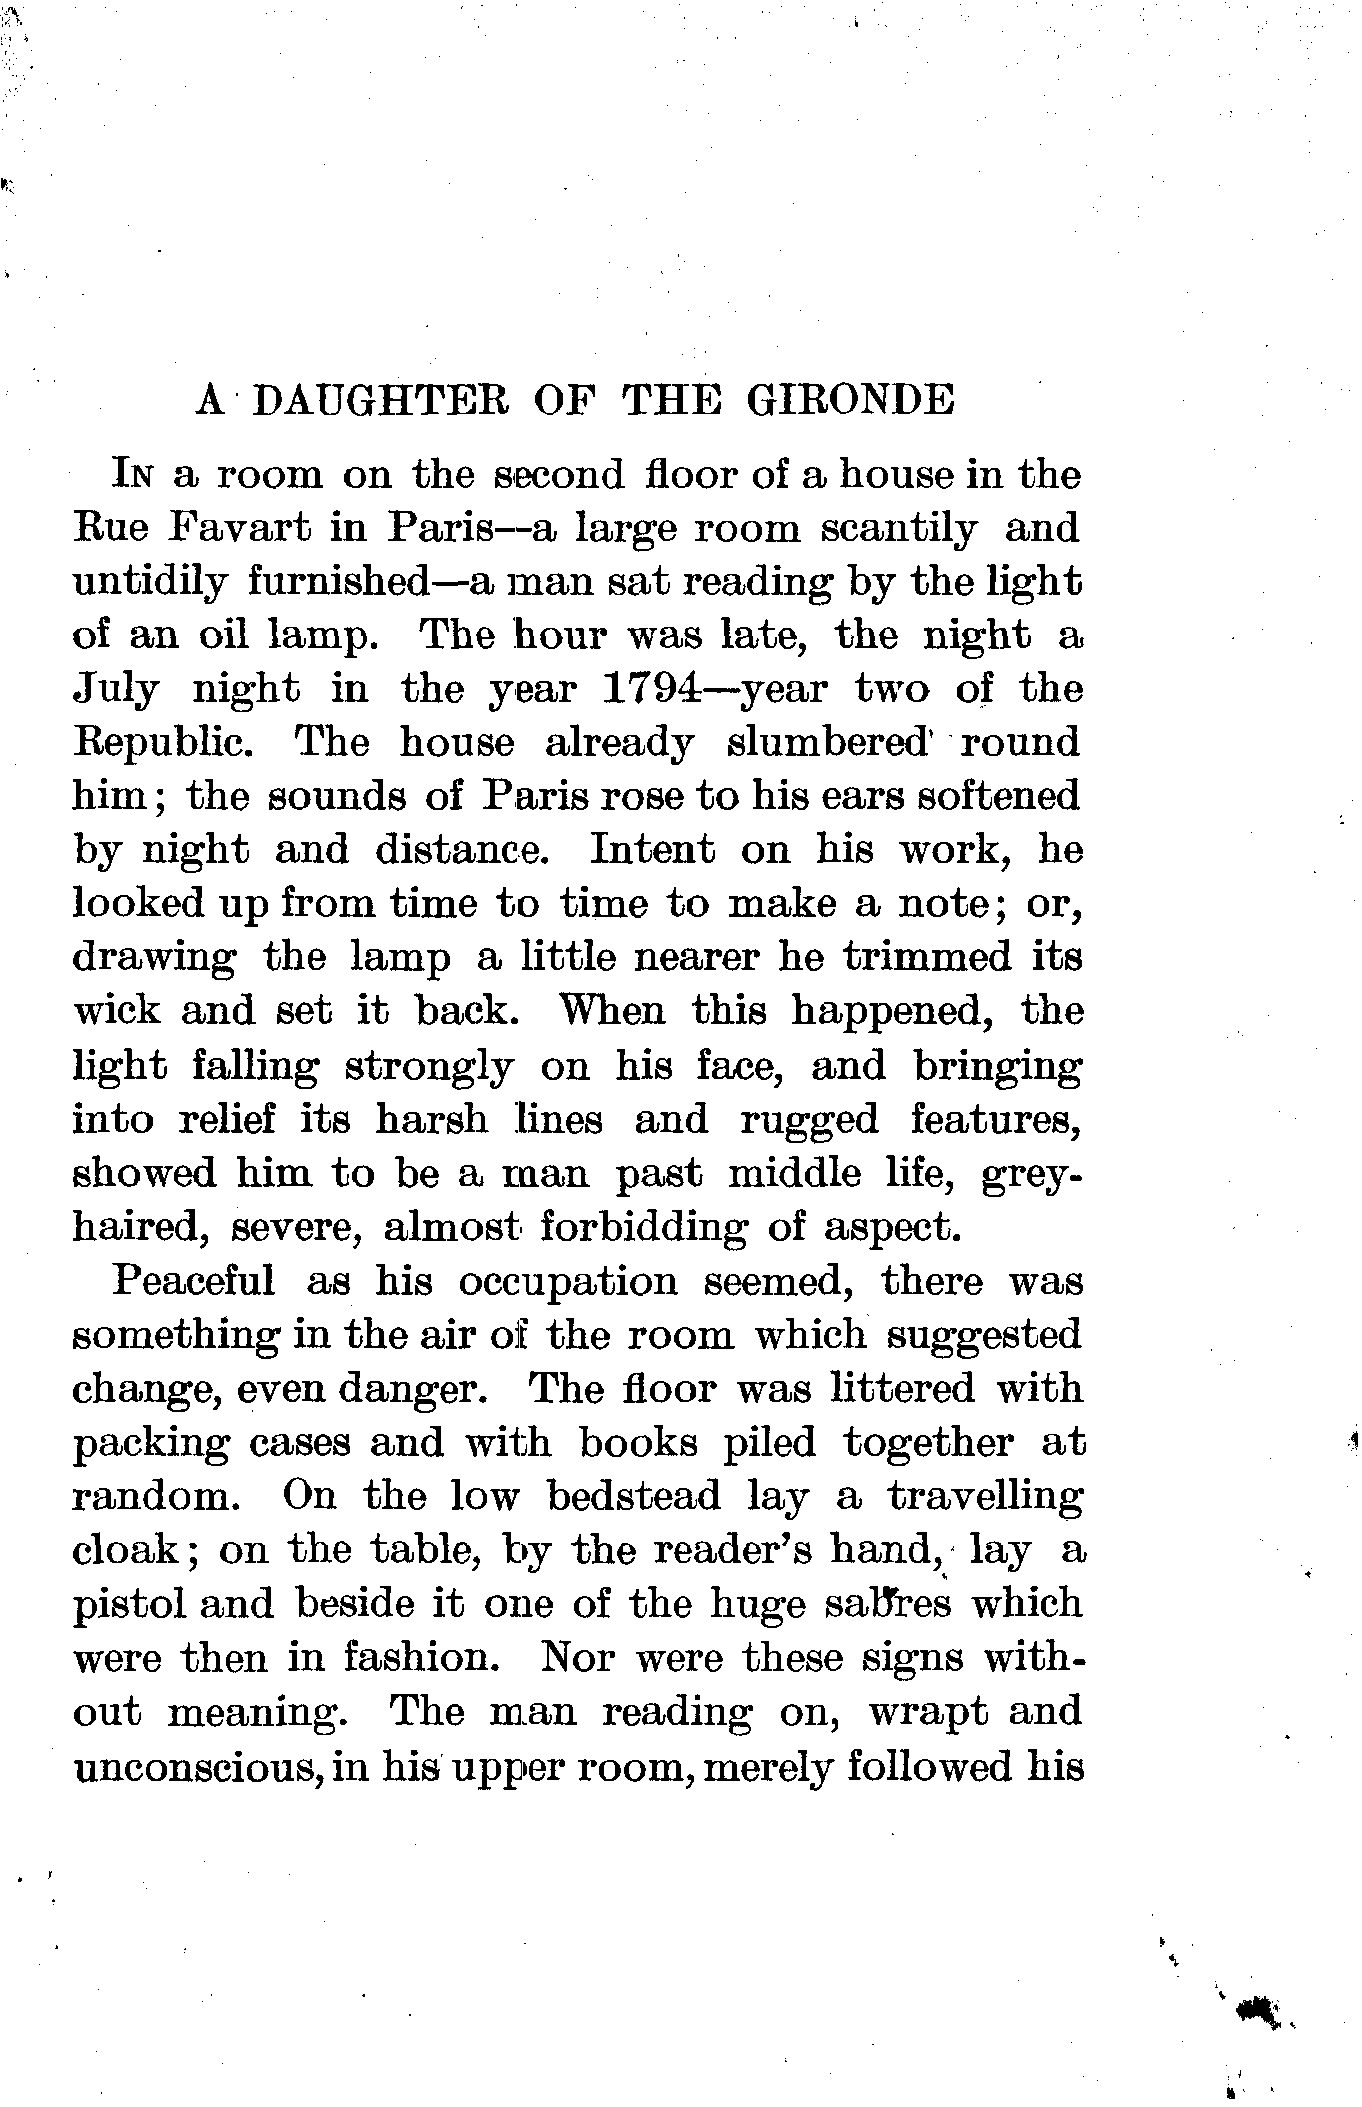 A DAUGHTER OF THE GIRONDE
IN a room on the second floor of a house in the
Rue Favart in Paris—a large room scantily and
untidily furnished—a man sat reading by the light
of an oil lamp. The hour was late, the night a
July night in the year 1794—year two of the
Republic. The house already slumbered round
him; the sounds of Paris rose to his ears softened
by night and distance. Intent on his work, he
looked up from time to time to make a note; or,
drawing the lamp a little nearer he trimmed its
wick and set it back. When this happened, the
light falling strongly on his face, and bringing
into relief its harsh lines and rugged features,
showed him to be a man past middle life, grey-
haired, severe, almost forbidding of aspect.
Peaceful as his occupation seemed, there was
something in the air of the room which suggested
change, even danger. The floor was littered with
packing cases and with books piled together at
random. On the low bedstead lay a travelling
cloak; on the table, by the reader's hand, lay a
pistol and beside it one of the huge sabres which
were then in fashion. Nor were these signs with-
out meaning. The man reading on, wrapt and
unconscious, in his upper room, merely followed his